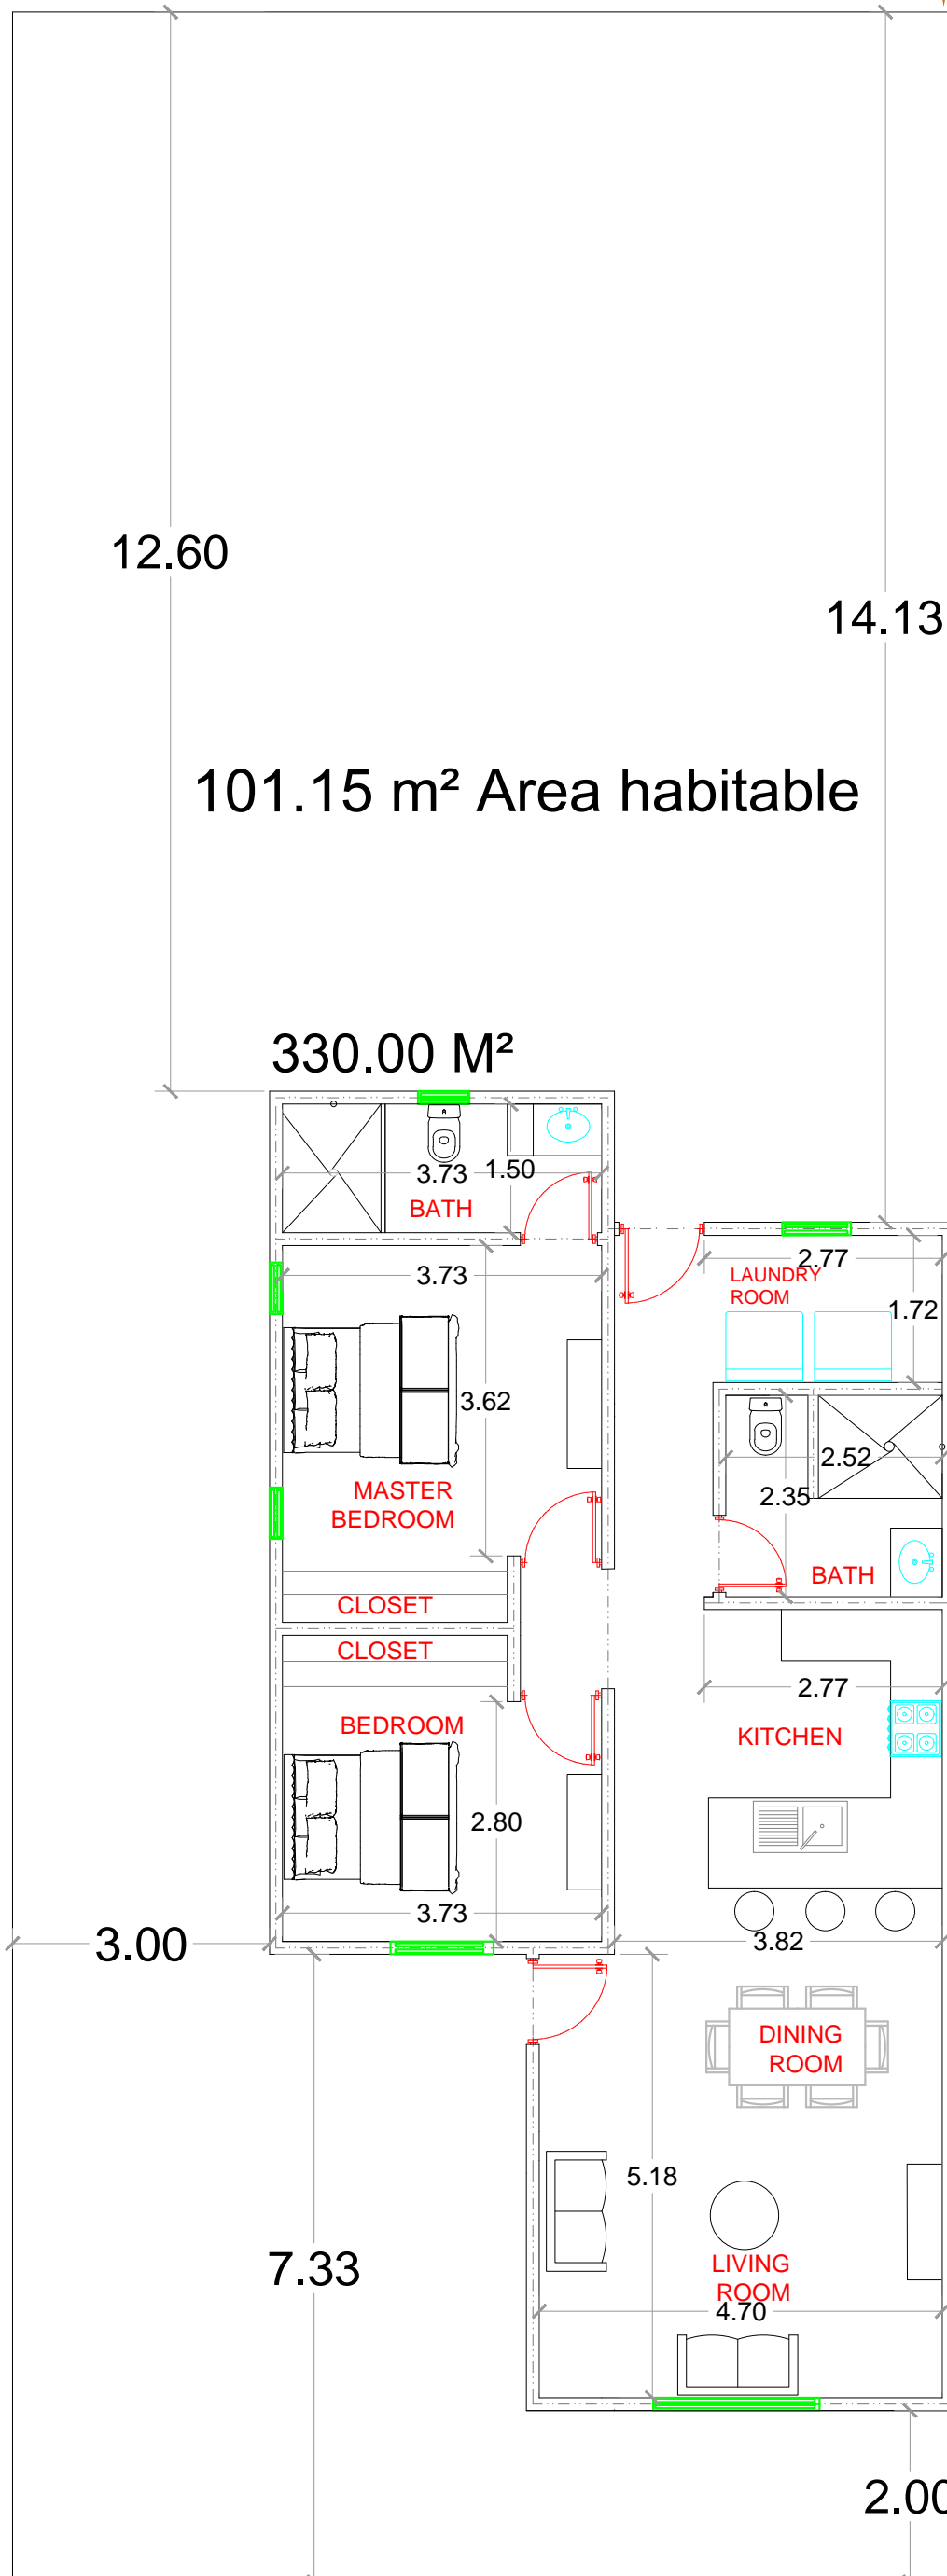 12.60
14.13
101.15 m² Area habitable
330.00 M²
3.73
1.50
BATH
3.73
2.77
LAUNDRY
ROOM
1.72
3.62
2.52
2.35
MASTER
BEDROOM
BATH
CLOSET
CLOSET
2.77
BEDROOM
KITCHEN
2.80
3.73
3.00
3.82
DINING
ROOM
5.18
LIVING
ROOM
7.33
4.70
2.00